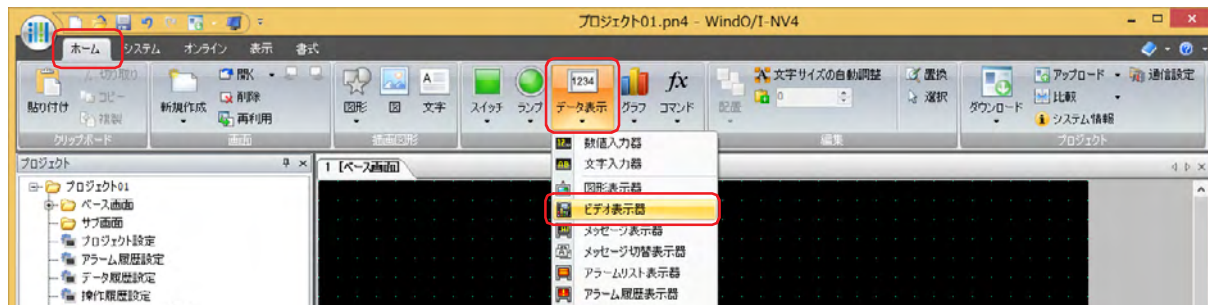 プロジェクト01.pn4 - WindO/I-NV4
ホーム システム オンライン 表示 書式
切り取り
コピー
複製
貼り付け
クリップボード
新規作成
開く
削除
再利用
画面
図形 図 文字
描画図形
スイッチ ランプ 1234 データ表示 グラフ fx コマンド
配置
文字サイズの自動調整
0
置換
選択
編集
ダウンロード
アップロード
比較
システム情報
通信設定
プロジェクト
プロジェクト
1 [ベース画面]
プロジェクト01
ベース画面
サブ画面
プロジェクト設定
アラーム履歴設定
データ履歴設定
操作履歴設定
数値入力器
文字入力器
図形表示器
ビデオ表示器
メッセージ表示器
メッセージ切替表示器
アラームリスト表示器
アラーム履歴表示器